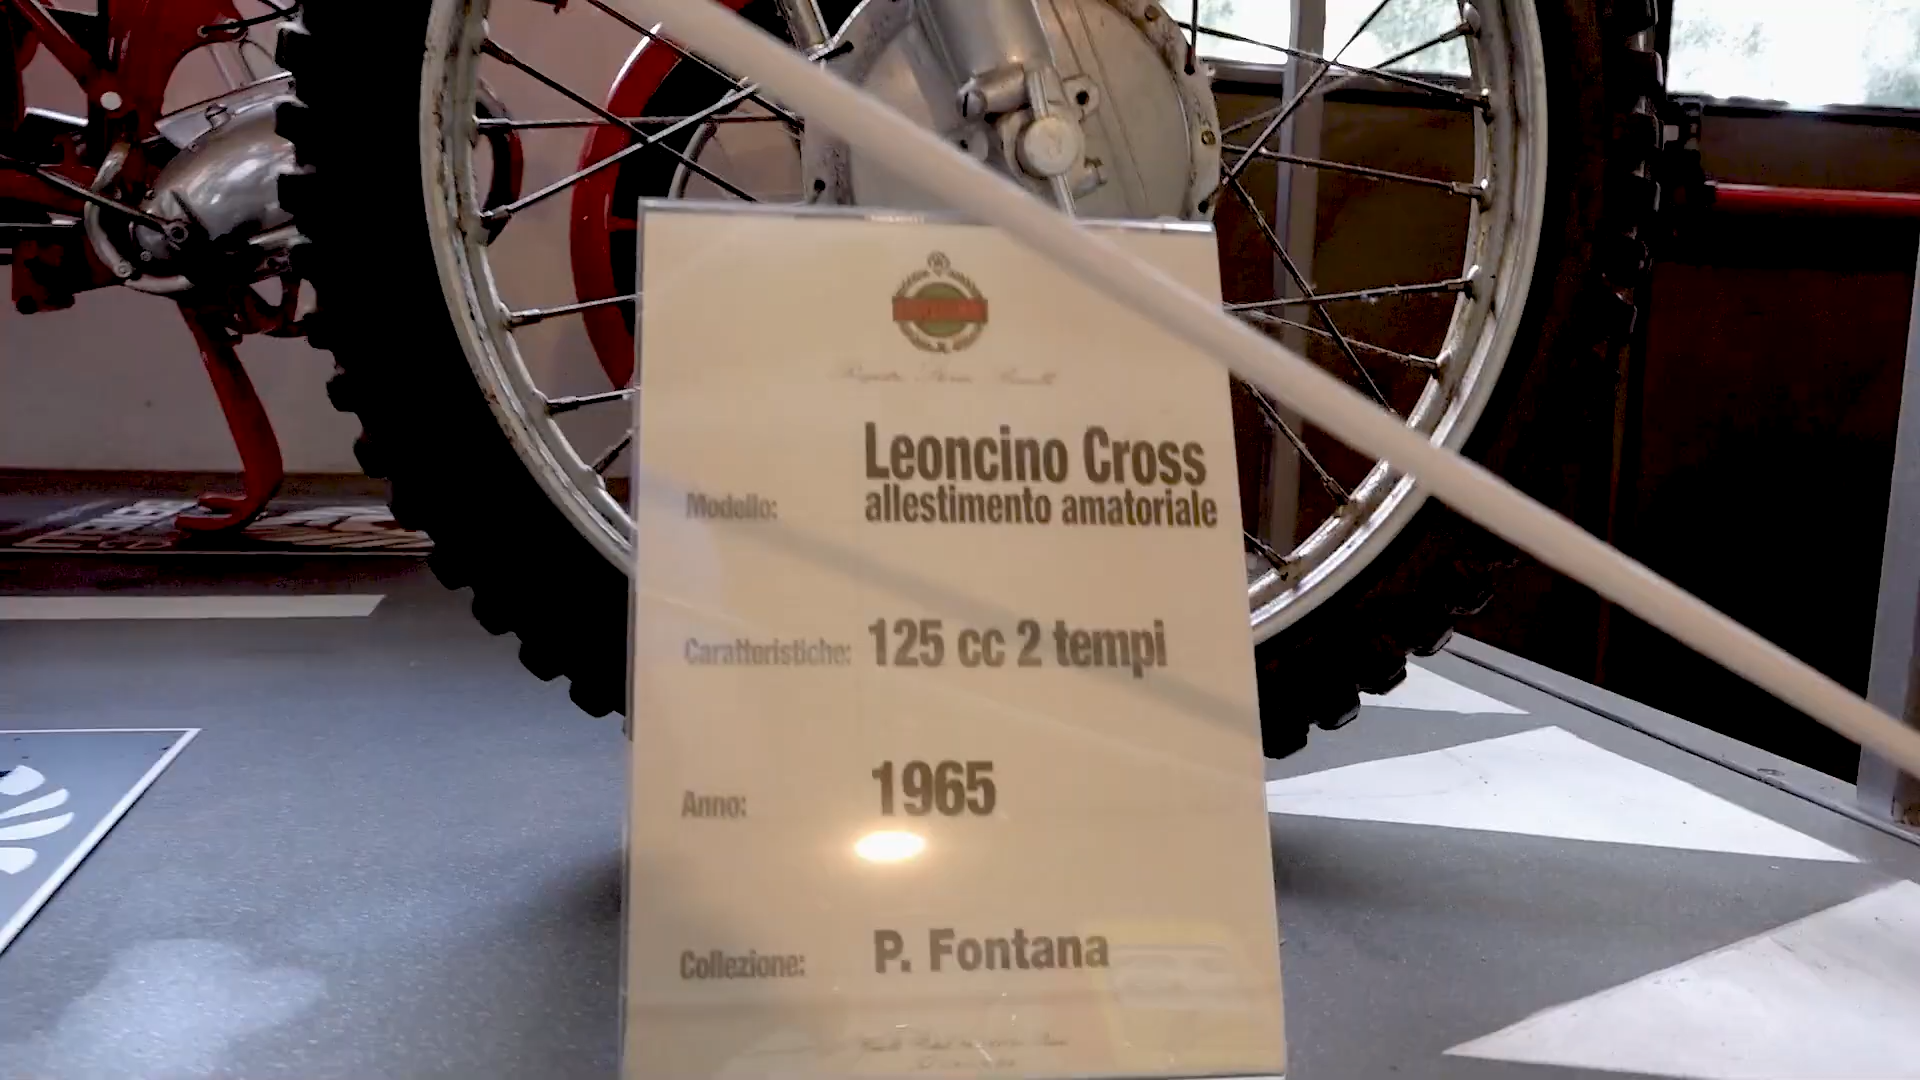 Leoncino Cross
Modello: allestimento amatoriale
Caratteristiche: 125 cc 2 tempi
Anno: 1965
Collezione: P. Fontana